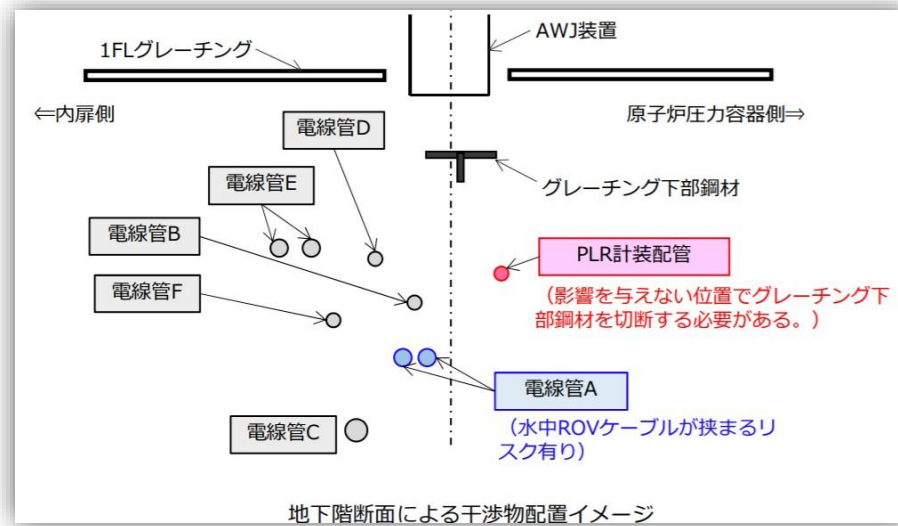 AWJ装置
1FLグレーチング
⇐内扉側
原子炉圧力容器側⇒
電線管D
電線管E
グレーチング下部鋼材
電線管B
PLR計装配管
電線管F
(影響を与えない位置でグレーチング下
部鋼材を切断する必要がある。)
電線管A
電線管C
(水中ROVケーブルが挟まるリ
スク有り)
地下階断面による干渉物配置イメージ